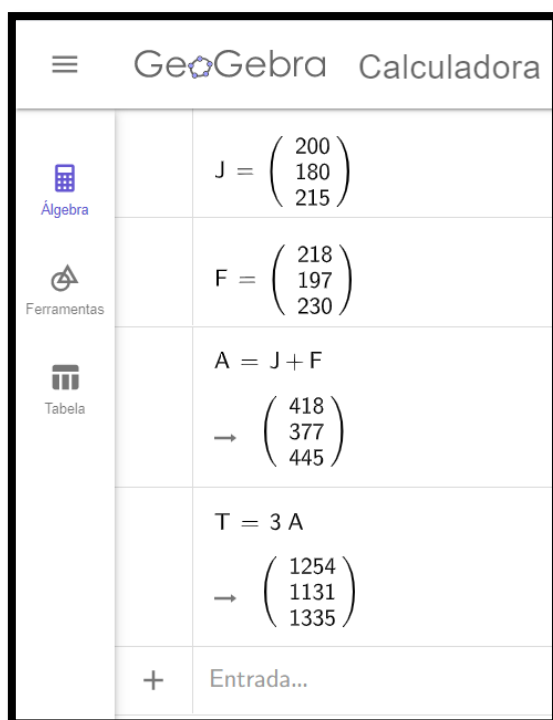 GeoGebra Calculadora
Álgebra
Ferramentas
Tabela
J = ( 200
180
215 )
F = ( 218
197
230 )
A = J + F
→ ( 418
377
445 )
T = 3 A
→ ( 1254
1131
1335 )
+ Entrada...